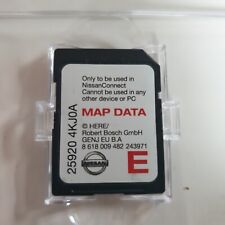 Only to be used in
NissanConnect
Cannot be used in any
other device or PC
MAP DATA
© HERE/
Robert Bosch GmbH
GENJ EU B.A
8 618 009 482 243971
NISSAN
E
25920 4KJ0A